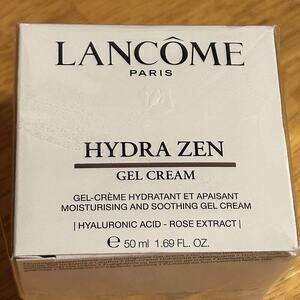 LANCÔME
PARIS
HYDRA ZEN
GEL CREAM
GEL-CRÈME HYDRATANT ET APAISANT
MOISTURISING AND SOOTHING GEL CREAM
| HYALURONIC ACID - ROSE EXTRACT |
℮ 50 ml 1.69 FL. OZ.